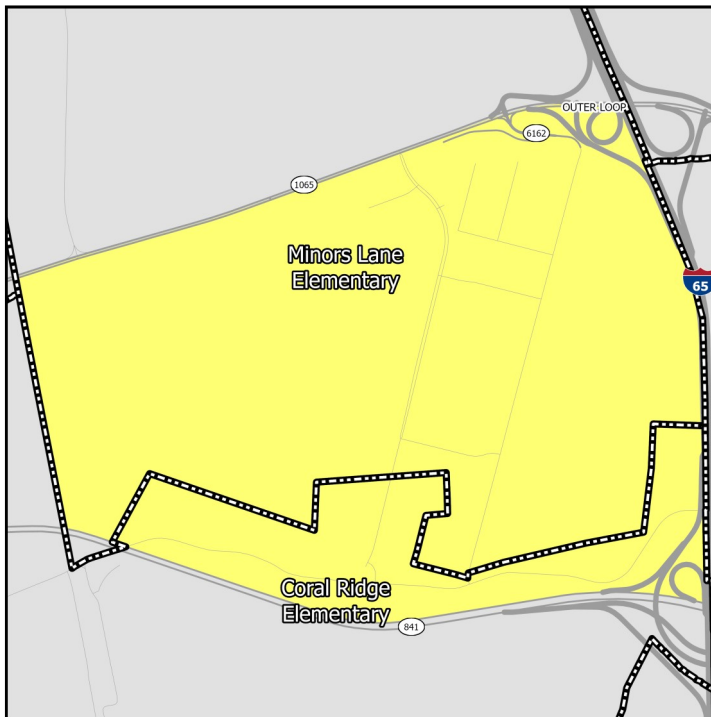 OUTER LOOP
6162
1065
Minors Lane
Elementary
65
Coral Ridge
Elementary
841